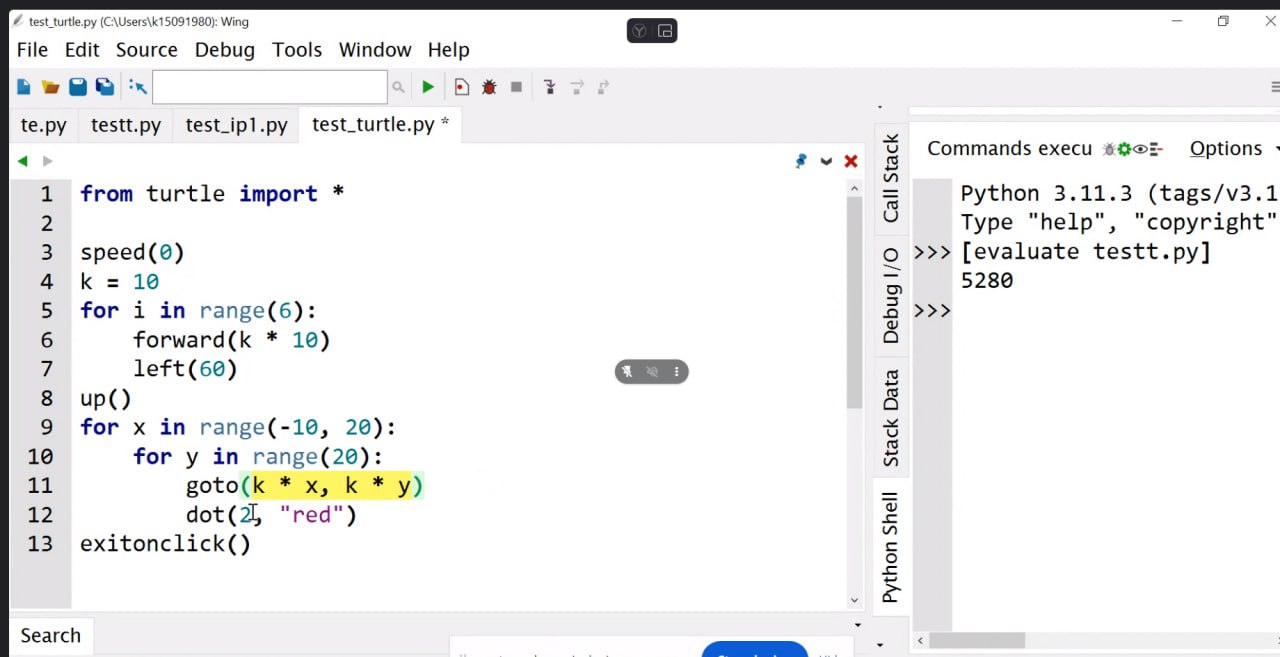 test_turtle.py (C:\Users\k15091980): Wing
File Edit Source Debug Tools Window Help
te.py testt.py test_ip1.py test_turtle.py *
1 from turtle import *
2
3 speed(0)
4 k = 10
5 for i in range(6):
6 forward(k * 10)
7 left(60)
8 up()
9 for x in range(-10, 20):
10 for y in range(20):
11 goto(k * x, k * y)
12 dot(2, "red")
13 exitonclick()
Search
Call Stack
Debug I/O
Stack Data
Python Shell
Commands execu Options
Python 3.11.3 (tags/v3.1
Type "help", "copyright"
>>> [evaluate testt.py]
5280
>>>